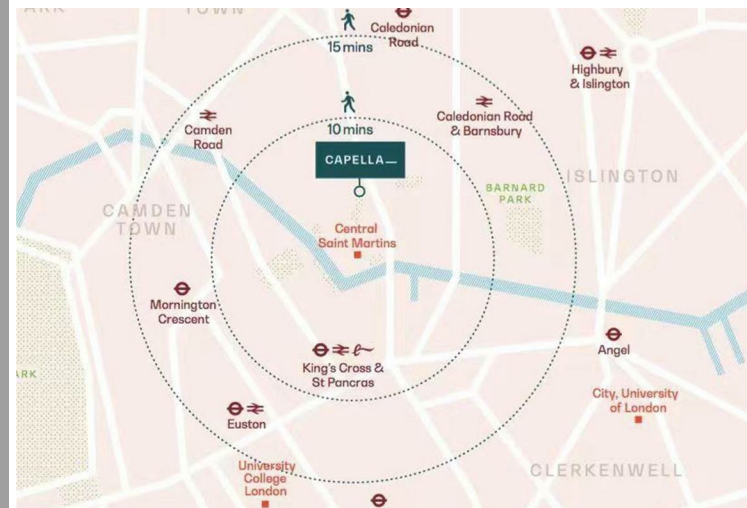 TOWN
Caledonian
Road
15 mins
Highbury
& Islington
10 mins
Camden
Road
Caledonian Road
& Barnsbury
CAPELLA
ISLINGTON
BARNARD
PARK
CAMDEN
TOWN
Central
Saint Martins
Mornington
Crescent
King's Cross &
St Pancras
Angel
ARK
City, University
of London
Euston
University
College
London
CLERKENWELL